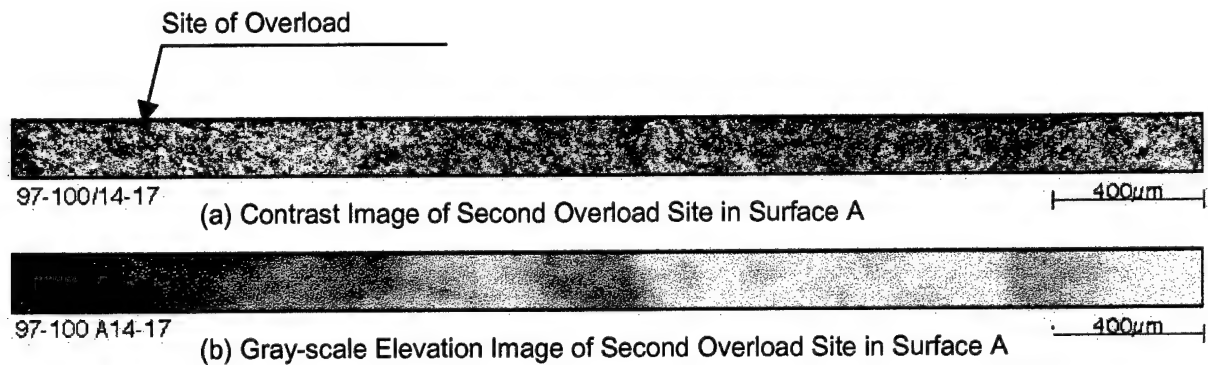 Site of Overload
97-100/14-17
400µm
(a) Contrast Image of Second Overload Site in Surface A
97-100 A14-17
400µm
(b) Gray-scale Elevation Image of Second Overload Site in Surface A